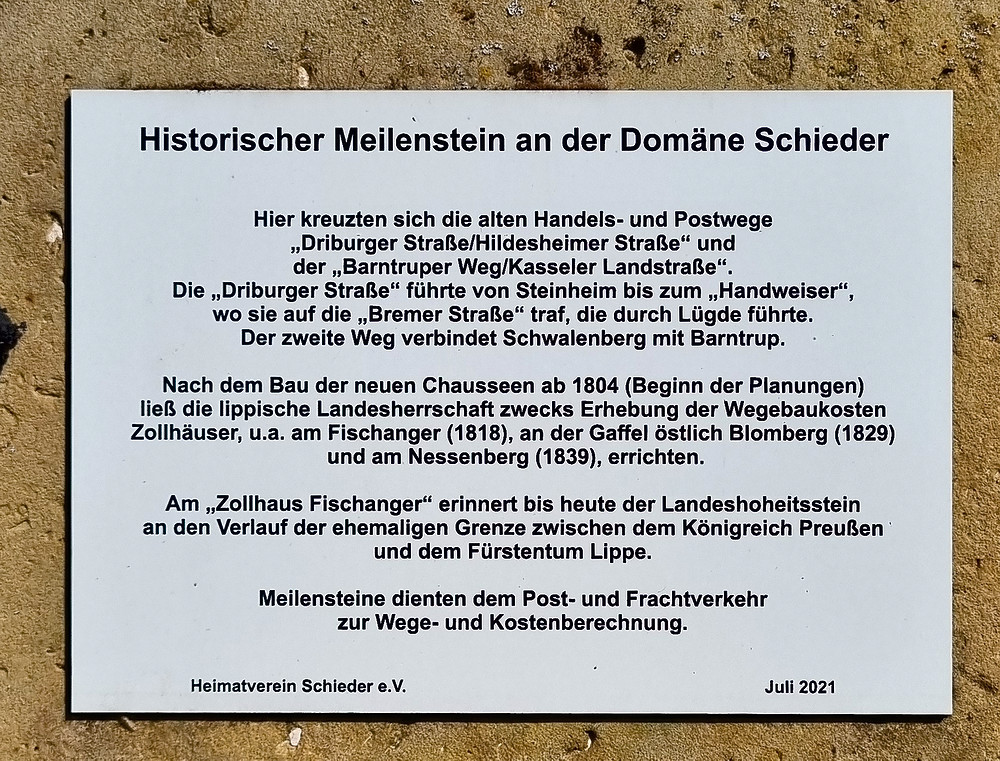 Historischer Meilenstein an der Domäne Schieder
Hier kreuzten sich die alten Handels- und Postwege
„Driburger Straße/Hildesheimer Straße“ und
der „Barntruper Weg/Kasseler Landstraße“.
Die „Driburger Straße“ führte von Steinheim bis zum „Handweiser“,
wo sie auf die „Bremer Straße“ traf, die durch Lügde führte.
Der zweite Weg verbindet Schwalenberg mit Barntrup.
Nach dem Bau der neuen Chausseen ab 1804 (Beginn der Planungen)
ließ die lippische Landesherrschaft zwecks Erhebung der Wegebaukosten
Zollhäuser, u.a. am Fischanger (1818), an der Gaffel östlich Blomberg (1829)
und am Nessenberg (1839), errichten.
Am „Zollhaus Fischanger“ erinnert bis heute der Landeshoheitsstein
an den Verlauf der ehemaligen Grenze zwischen dem Königreich Preußen
und dem Fürstentum Lippe.
Meilensteine dienten dem Post- und Frachtverkehr
zur Wege- und Kostenberechnung.
Heimatverein Schieder e.V. Juli 2021